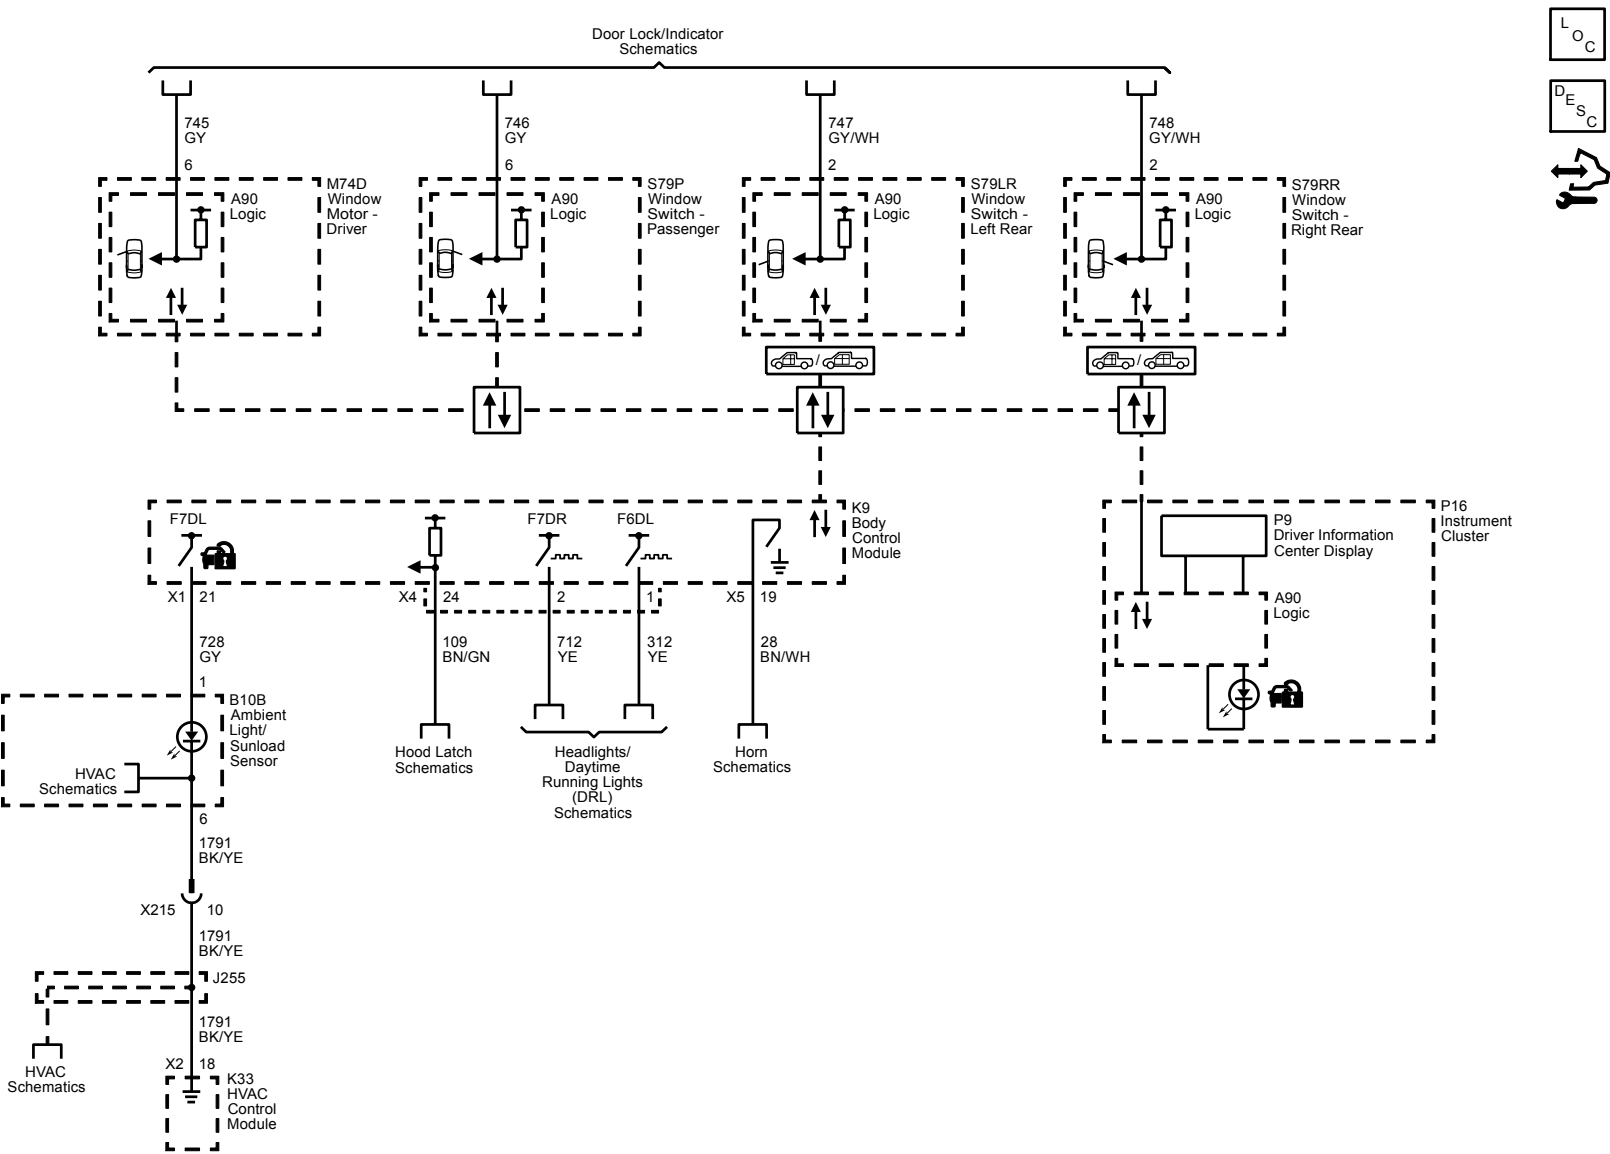 Door Lock/Indicator
Schematics
L
O
C
D
E
S
C
745
GY
6
746
GY
6
747
GY/WH
2
748
GY/WH
2
A90
Logic
M74D
Window
Motor -
Driver
A90
Logic
S79P
Window
Switch -
Passenger
A90
Logic
S79LR
Window
Switch -
Left Rear
A90
Logic
S79RR
Window
Switch -
Right Rear
/
/
F7DL
F7DR
F6DL
K9
Body
Control
Module
X1 21
X4 24
2
1
X5 19
728
GY
1
109
BN/GN
712
YE
312
YE
28
BN/WH
P16
Instrument
Cluster
P9
Driver Information
Center Display
A90
Logic
B10B
Ambient
Light/
Sunload
Sensor
HVAC
Schematics
Hood Latch
Schematics
Headlights/
Daytime
Running Lights
(DRL)
Schematics
Horn
Schematics
6
1791
BK/YE
X215 10
1791
BK/YE
J255
1791
BK/YE
HVAC
Schematics
X2 18
K33
HVAC
Control
Module